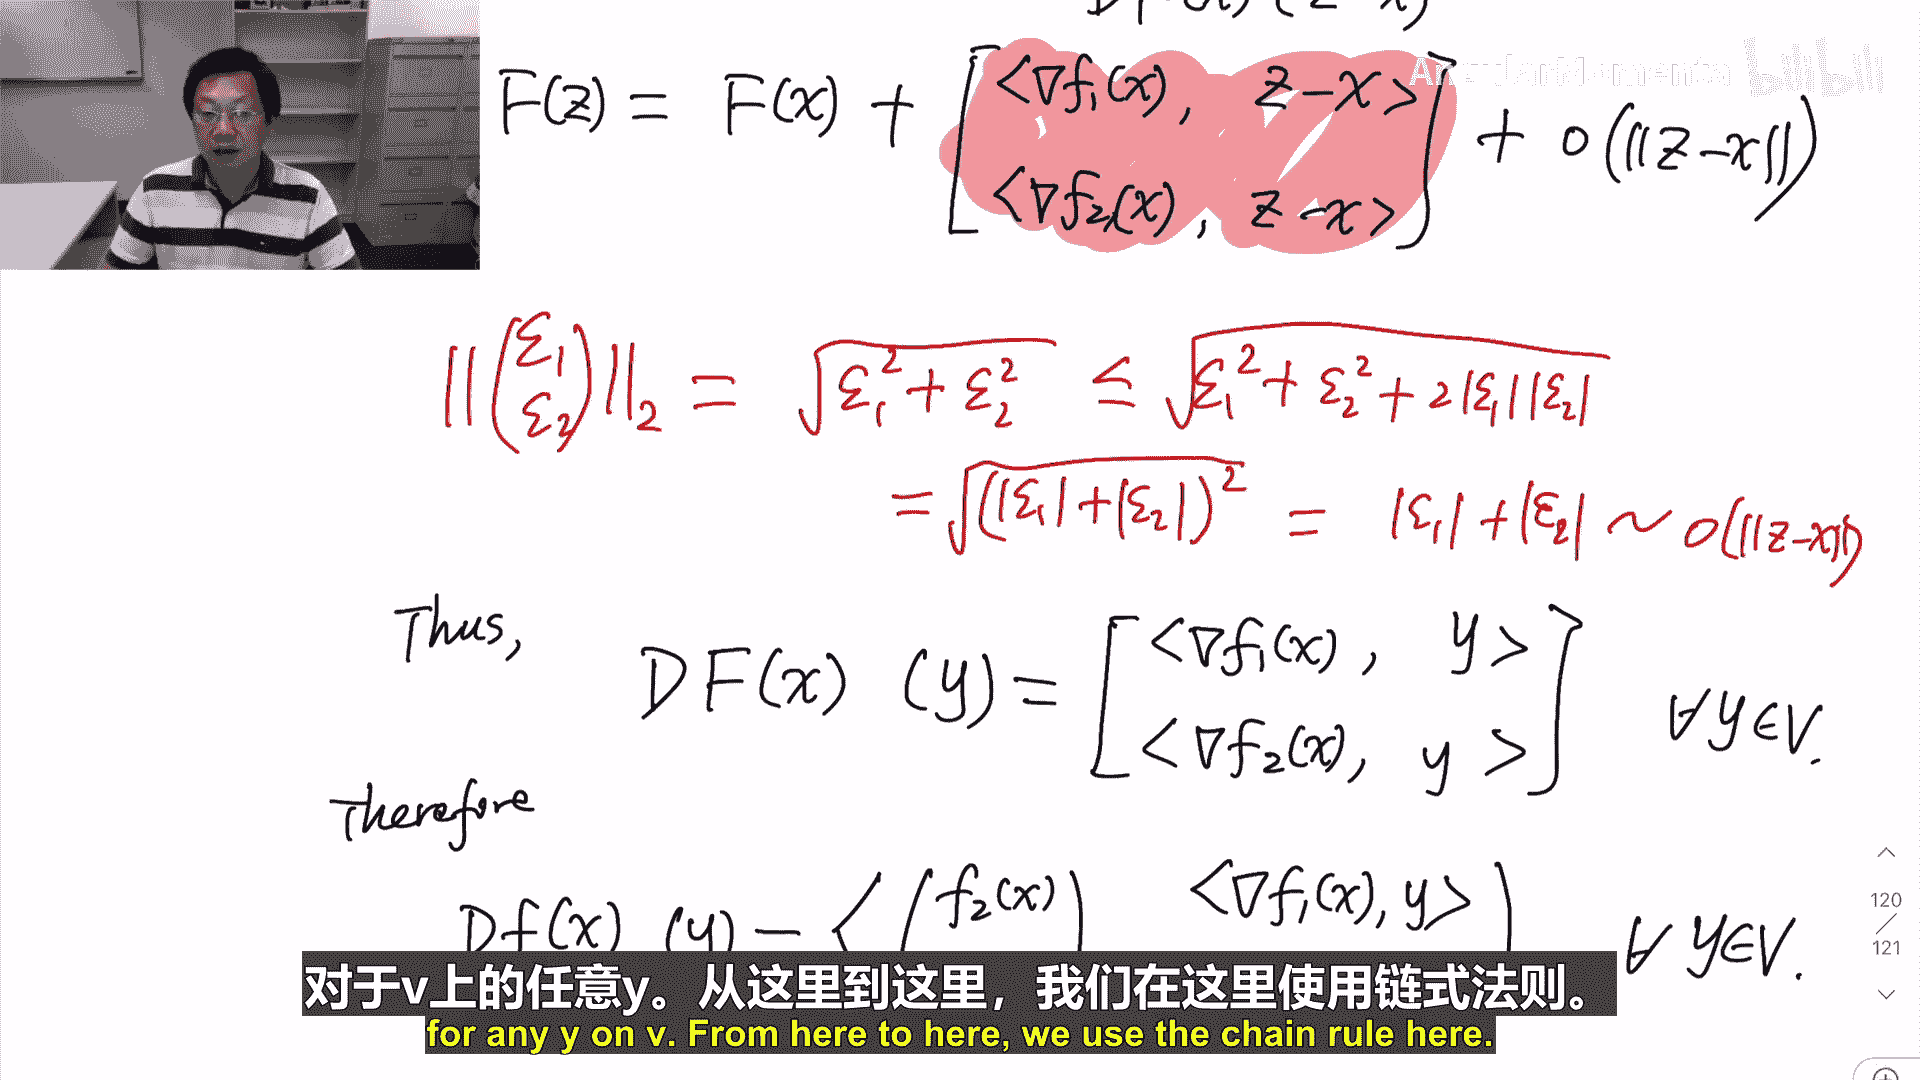 F(z) = F(x) + [ <∇f₁(x), z-x> ] + o(||z-x||)
<∇f₂(x), z-x>
AngularMomenta bilibili
||(ε₁ ε₂)||₂ = √(ε₁² + ε₂²) ≤ √(ε₁² + ε₂² + 2|ε₁||ε₂|)
= √((|ε₁| + |ε₂|)²) = |ε₁| + |ε₂| ~ o(||z-x||)
Thus,
DF(x) (y) = [ <∇f₁(x), y> ] ∀ y ∈ V.
<∇f₂(x), y>
Therefore
Df(x) (y) = < ( f₂(x) ) <∇f₁(x), y> ) ∀ y ∈ V.
对于v上的任意y。从这里到这里，我们在这里使用链式法则。
for any y on v. From here to here, we use the chain rule here.
120
/
121